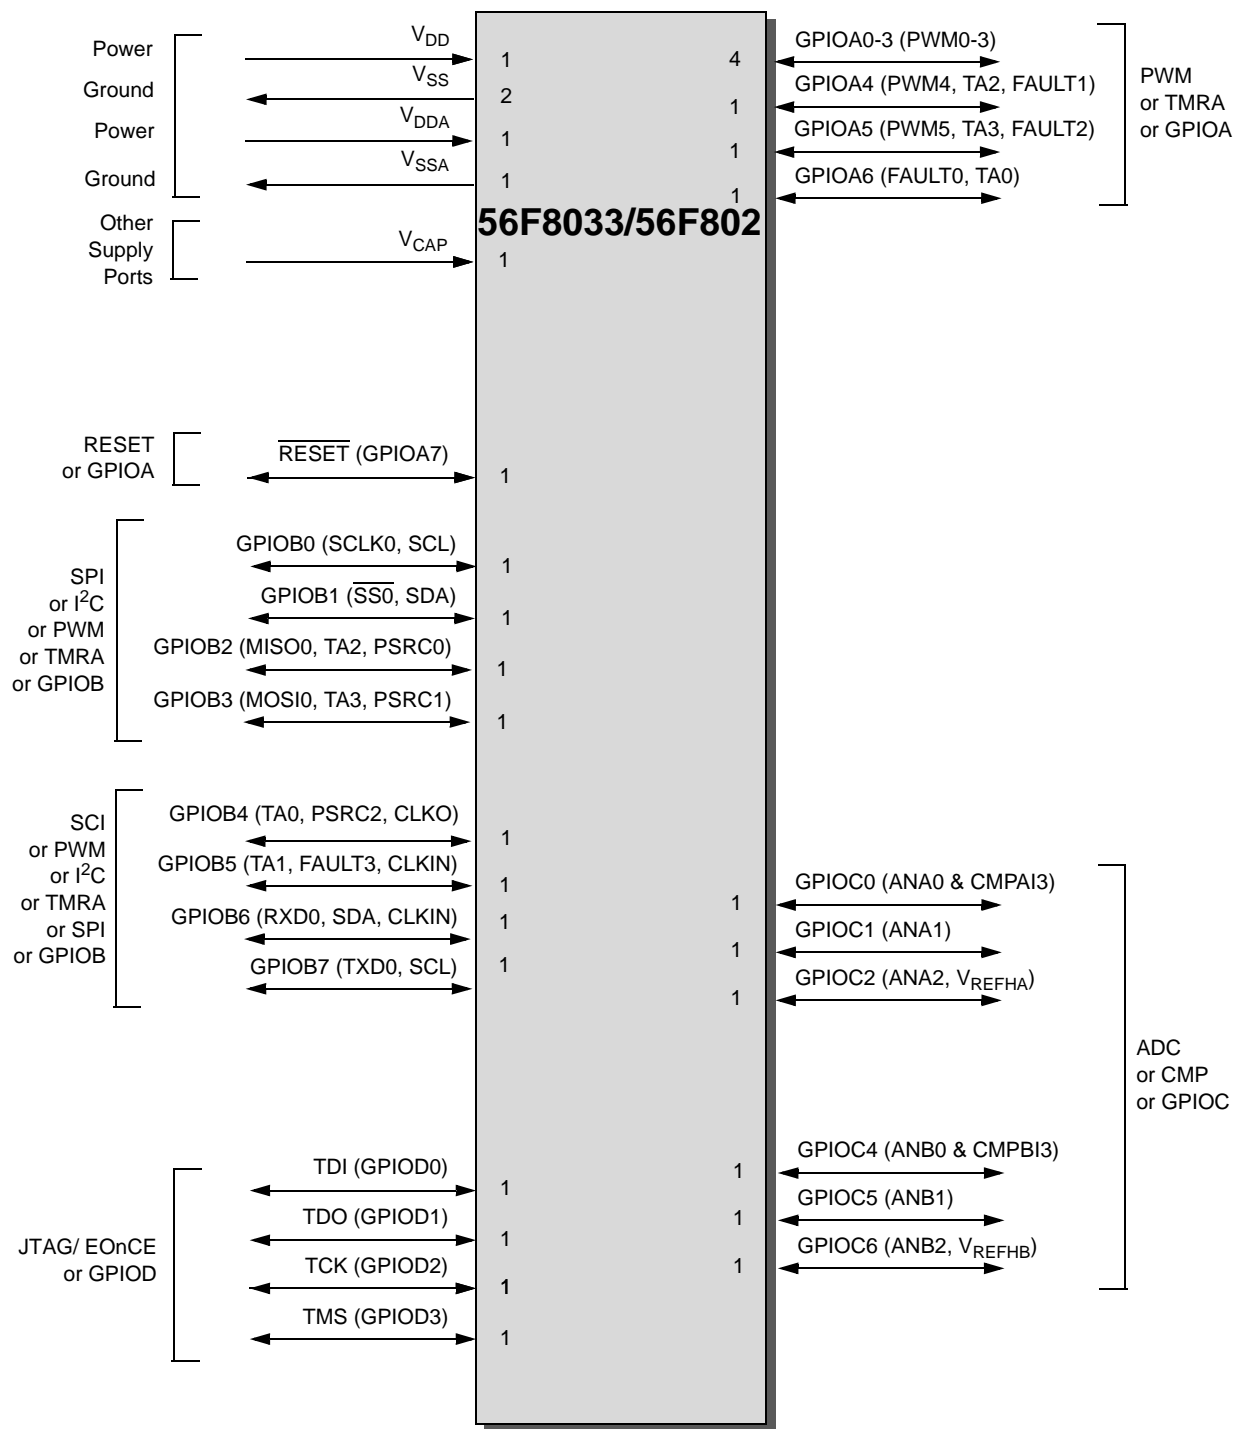 Power
Ground
Power
Ground
V_DD
1
V_SS
2
V_DDA
1
V_SSA
1
Other
Supply
Ports
V_CAP
1
56F8033/56F802
RESET
or GPIOA
RESET (GPIOA7)
1
SPI
or I²C
or PWM
or TMRA
or GPIOB
GPIOB0 (SCLK0, SCL)
1
GPIOB1 (SS0, SDA)
1
GPIOB2 (MISO0, TA2, PSRC0)
1
GPIOB3 (MOSI0, TA3, PSRC1)
1
SCI
or PWM
or I²C
or TMRA
or SPI
or GPIOB
GPIOB4 (TA0, PSRC2, CLKO)
1
GPIOB5 (TA1, FAULT3, CLKIN)
1
GPIOB6 (RXD0, SDA, CLKIN)
1
GPIOB7 (TXD0, SCL)
1
JTAG/ EOnCE
or GPIOD
TDI (GPIOD0)
1
TDO (GPIOD1)
1
TCK (GPIOD2)
1
TMS (GPIOD3)
1
4
GPIOA0-3 (PWM0-3)
1
GPIOA4 (PWM4, TA2, FAULT1)
1
GPIOA5 (PWM5, TA3, FAULT2)
1
GPIOA6 (FAULT0, TA0)
PWM
or TMRA
or GPIOA
1
GPIOC0 (ANA0 & CMPAI3)
1
GPIOC1 (ANA1)
1
GPIOC2 (ANA2, V_REFHA)
1
GPIOC4 (ANB0 & CMPBI3)
1
GPIOC5 (ANB1)
1
GPIOC6 (ANB2, V_REFHB)
ADC
or CMP
or GPIOC